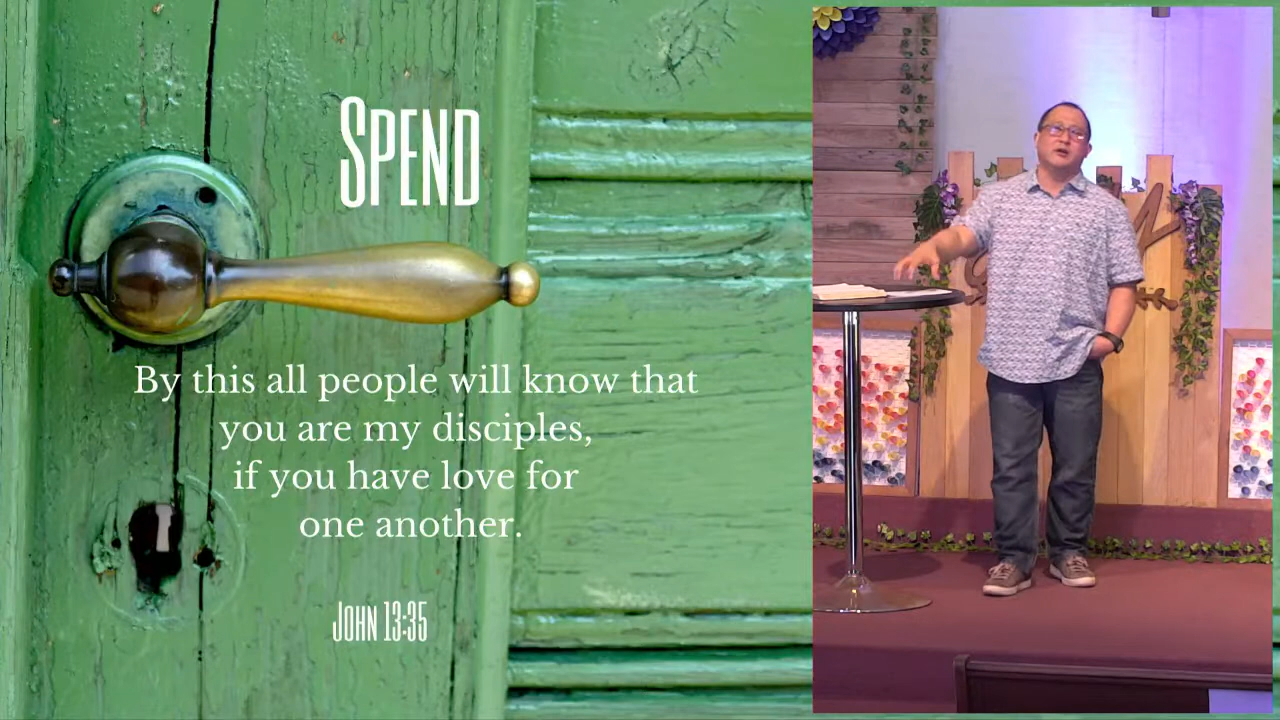 Spend
By this all people will know that
you are my disciples,
if you have love for
one another.
John 13:35